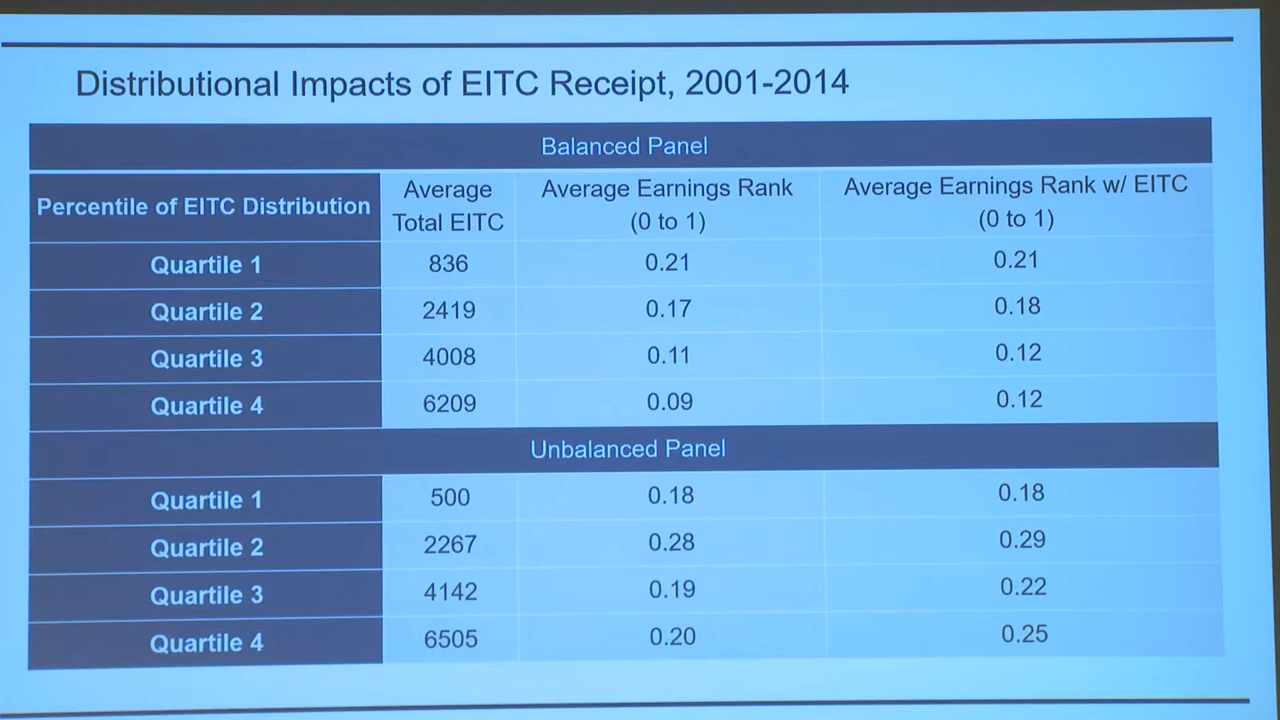 Distributional Impacts of EITC Receipt, 2001-2014
Balanced Panel
Percentile of EITC Distribution
Average
Total EITC
Average Earnings Rank
(0 to 1)
Average Earnings Rank w/ EITC
(0 to 1)
Quartile 1 836 0.21 0.21
Quartile 2 2419 0.17 0.18
Quartile 3 4008 0.11 0.12
Quartile 4 6209 0.09 0.12
Unbalanced Panel
Quartile 1 500 0.18 0.18
Quartile 2 2267 0.28 0.29
Quartile 3 4142 0.19 0.22
Quartile 4 6505 0.20 0.25